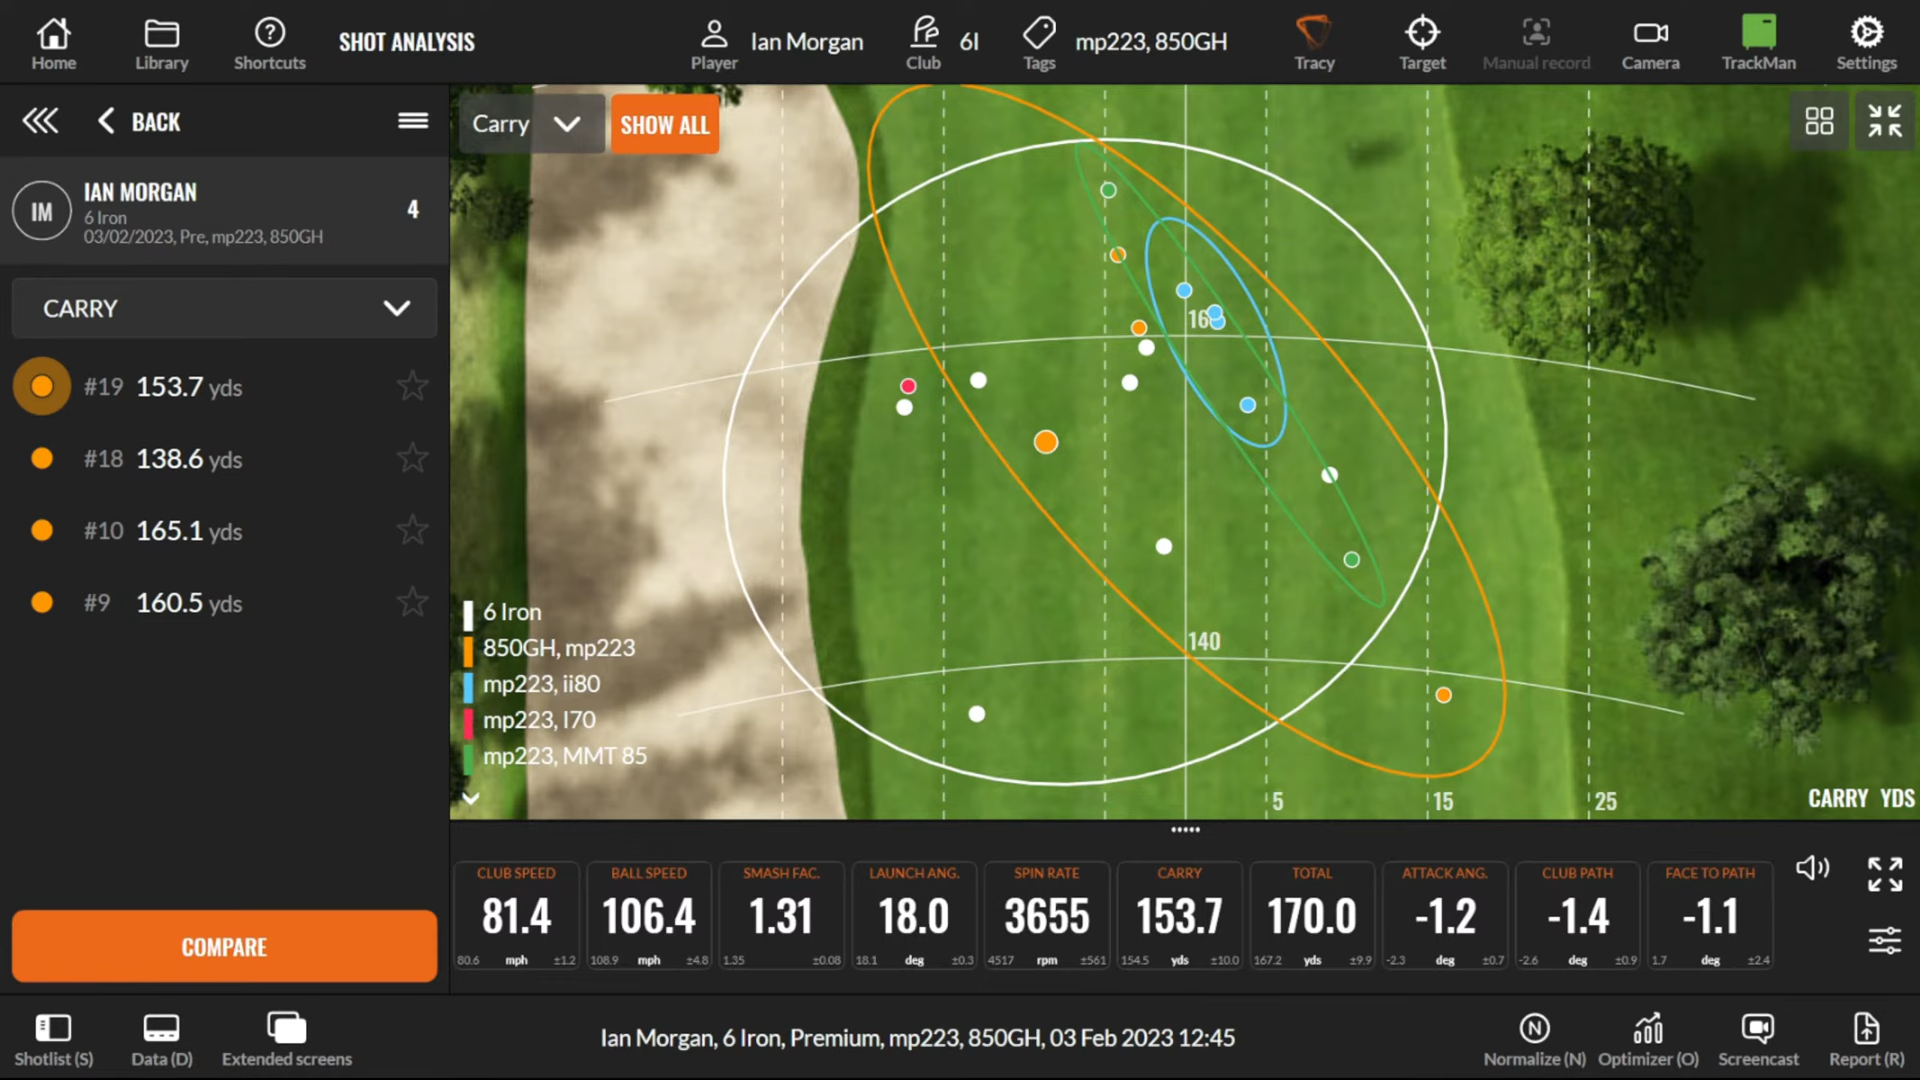 Home
Library
Shortcuts
SHOT ANALYSIS
Player
Ian Morgan
Club
6I
Tags
mp223, 850GH
Tracy
Target
Manual record
Camera
TrackMan
Settings
BACK
IM
IAN MORGAN
6 Iron
03/02/2023, Pre, mp223, 850GH
4
CARRY
#19 153.7 yds
#18 138.6 yds
#10 165.1 yds
#9 160.5 yds
COMPARE
Carry
SHOW ALL
140
6 Iron
850GH, mp223
mp223, ii80
mp223, I70
mp223, MMT 85
5
15
25
CARRY YDS
CLUB SPEED
81.4
80.6 mph ±1.2
BALL SPEED
106.4
108.9 mph ±4.8
SMASH FAC.
1.31
1.35 ±0.08
LAUNCH ANG.
18.0
18.1 deg ±0.3
SPIN RATE
3655
4517 rpm ±561
CARRY
153.7
154.5 yds ±10.0
TOTAL
170.0
167.2 yds ±9.9
ATTACK ANG.
-1.2
-2.3 deg ±0.7
CLUB PATH
-1.4
-2.6 deg ±0.9
FACE TO PATH
-1.1
1.7 deg ±2.4
Shotlist (S)
Data (D)
Extended screens
Ian Morgan, 6 Iron, Premium, mp223, 850GH, 03 Feb 2023 12:45
N
Normalize (N)
Optimizer (O)
Screencast
Report (R)